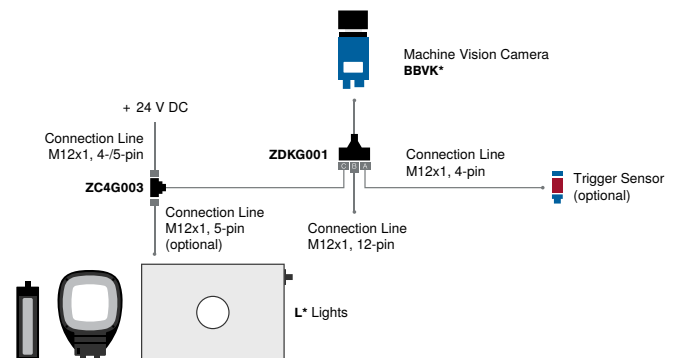 Machine Vision Camera
BBVK*
+ 24 V DC
Connection Line
M12x1, 4-/5-pin
ZDKG001
C B A
Connection Line
M12x1, 4-pin
ZC4G003
Trigger Sensor
(optional)
Connection Line
M12x1, 5-pin
(optional)
Connection Line
M12x1, 12-pin
L* Lights